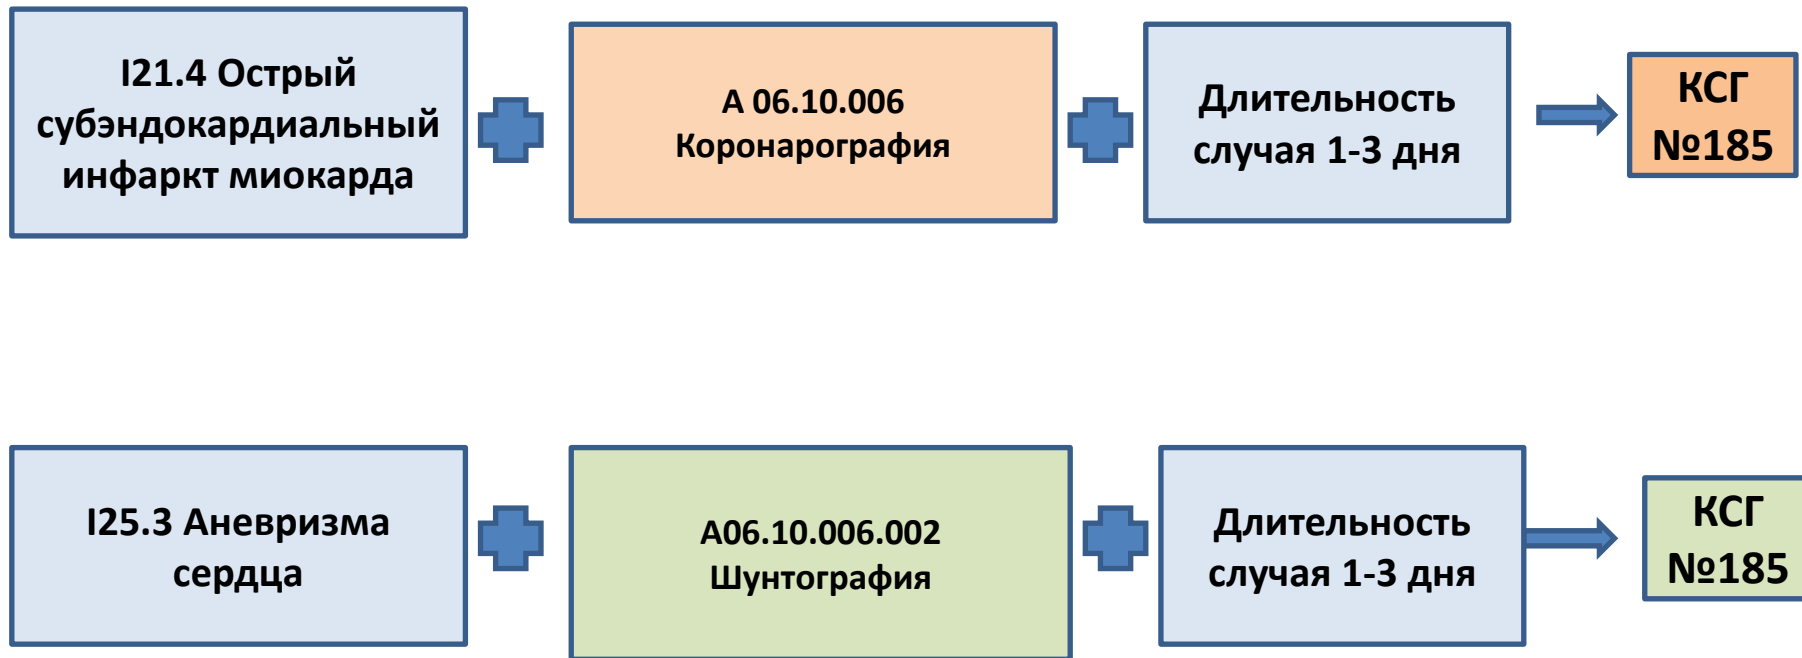 I21.4 Острый
субэндокардиальный
инфаркт миокарда
А 06.10.006
Коронарография
Длительность
случая 1-3 дня
КСГ
№185
I25.3 Аневризма
сердца
А06.10.006.002
Шунтография
Длительность
случая 1-3 дня
КСГ
№185